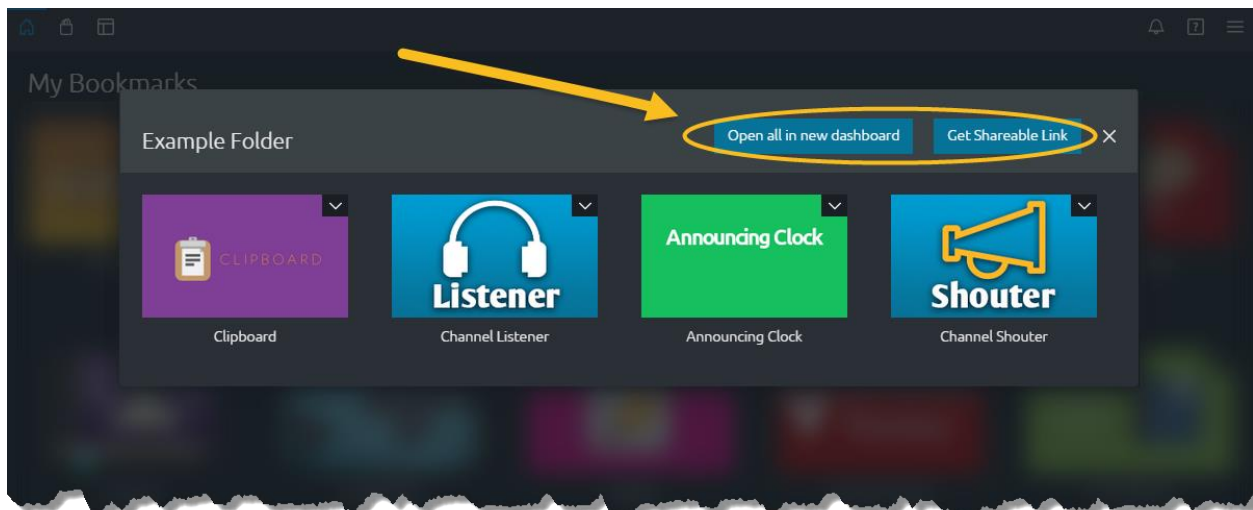 My Bookmarks
Example Folder
Open all in new dashboard
Get Shareable Link
CLIPBOARD
Listener
Announcing Clock
Shouter
Clipboard
Channel Listener
Announcing Clock
Channel Shouter